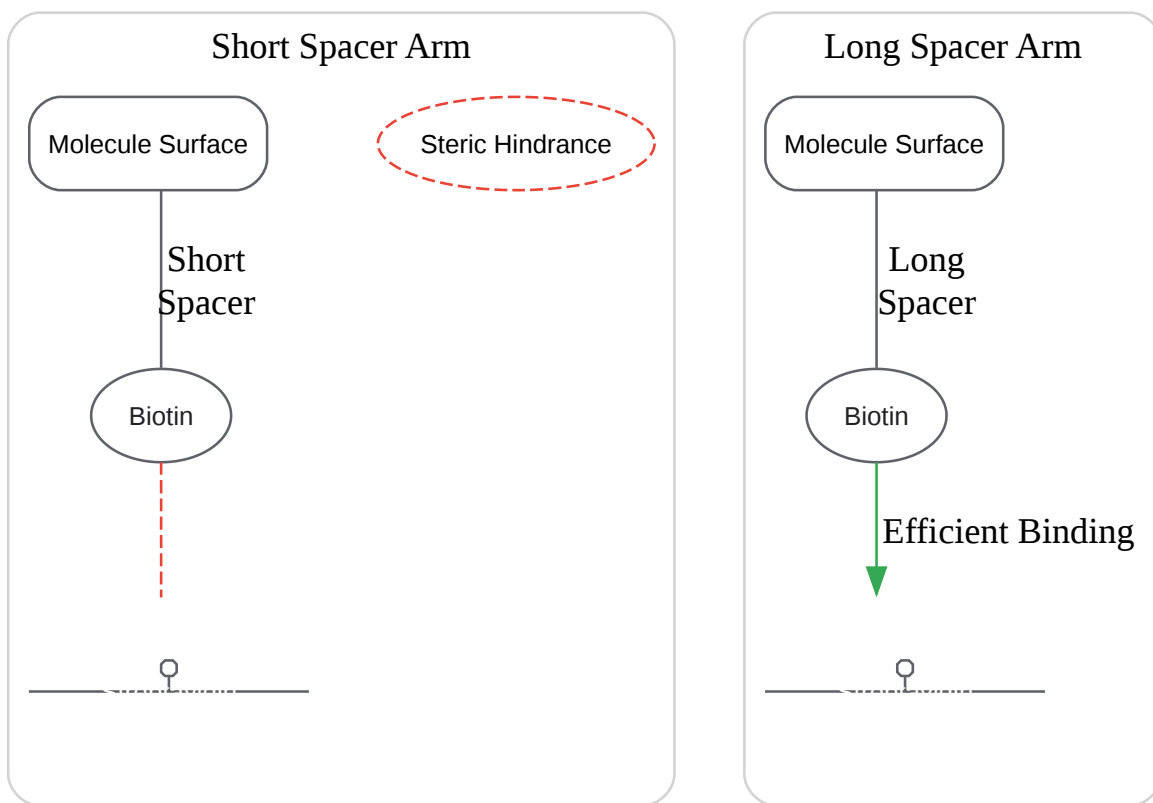 Short Spacer Arm
Molecule Surface
Steric Hindrance
Short
Spacer
Biotin
Long Spacer Arm
Molecule Surface
Long
Spacer
Biotin
Efficient Binding